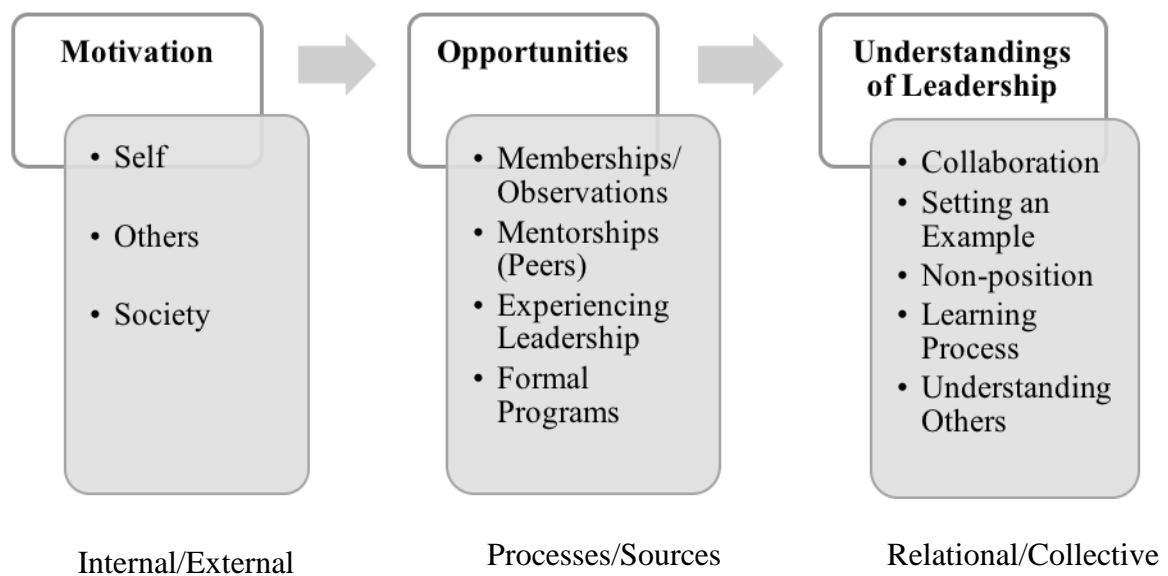 Motivation
• Self
• Others
• Society
Internal/External
Opportunities
• Memberships/
Observations
• Mentorships
(Peers)
• Experiencing
Leadership
• Formal
Programs
Processes/Sources
Understandings
of Leadership
• Collaboration
• Setting an
Example
• Non-position
• Learning
Process
• Understanding
Others
Relational/Collective